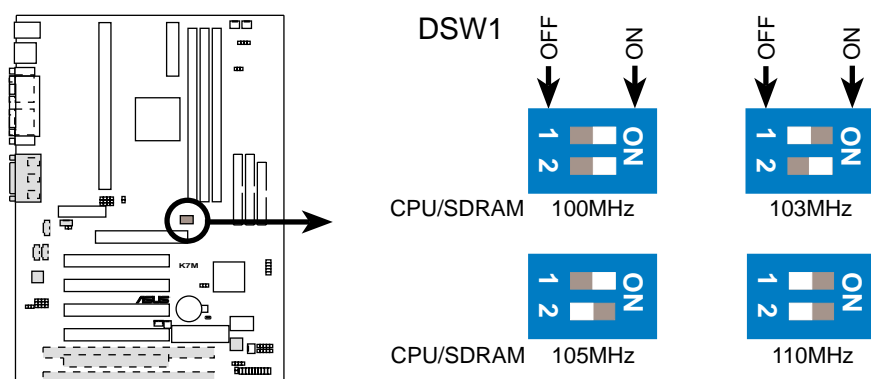 DSW1
OFF ON
OFF ON
1 2 ON
1 2 ON
CPU/SDRAM 100MHz 103MHz
K7M
ASUS
1 2 ON
1 2 ON
CPU/SDRAM 105MHz 110MHz